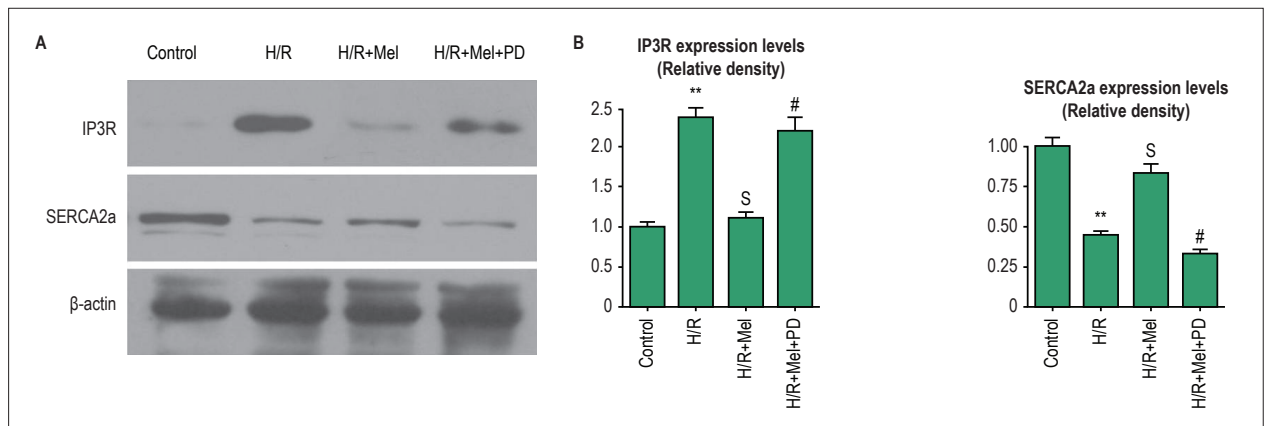 A
Control H/R H/R+Mel H/R+Mel+PD
IP3R
SERCA2a
β-actin
B
IP3R expression levels
(Relative density)
2.5
2.0
1.5
1.0
0.5
0
**
S
#
Control
H/R
H/R+Mel
H/R+Mel+PD
SERCA2a expression levels
(Relative density)
1.00
0.75
0.50
0.25
0
**
S
#
Control
H/R
H/R+Mel
H/R+Mel+PD